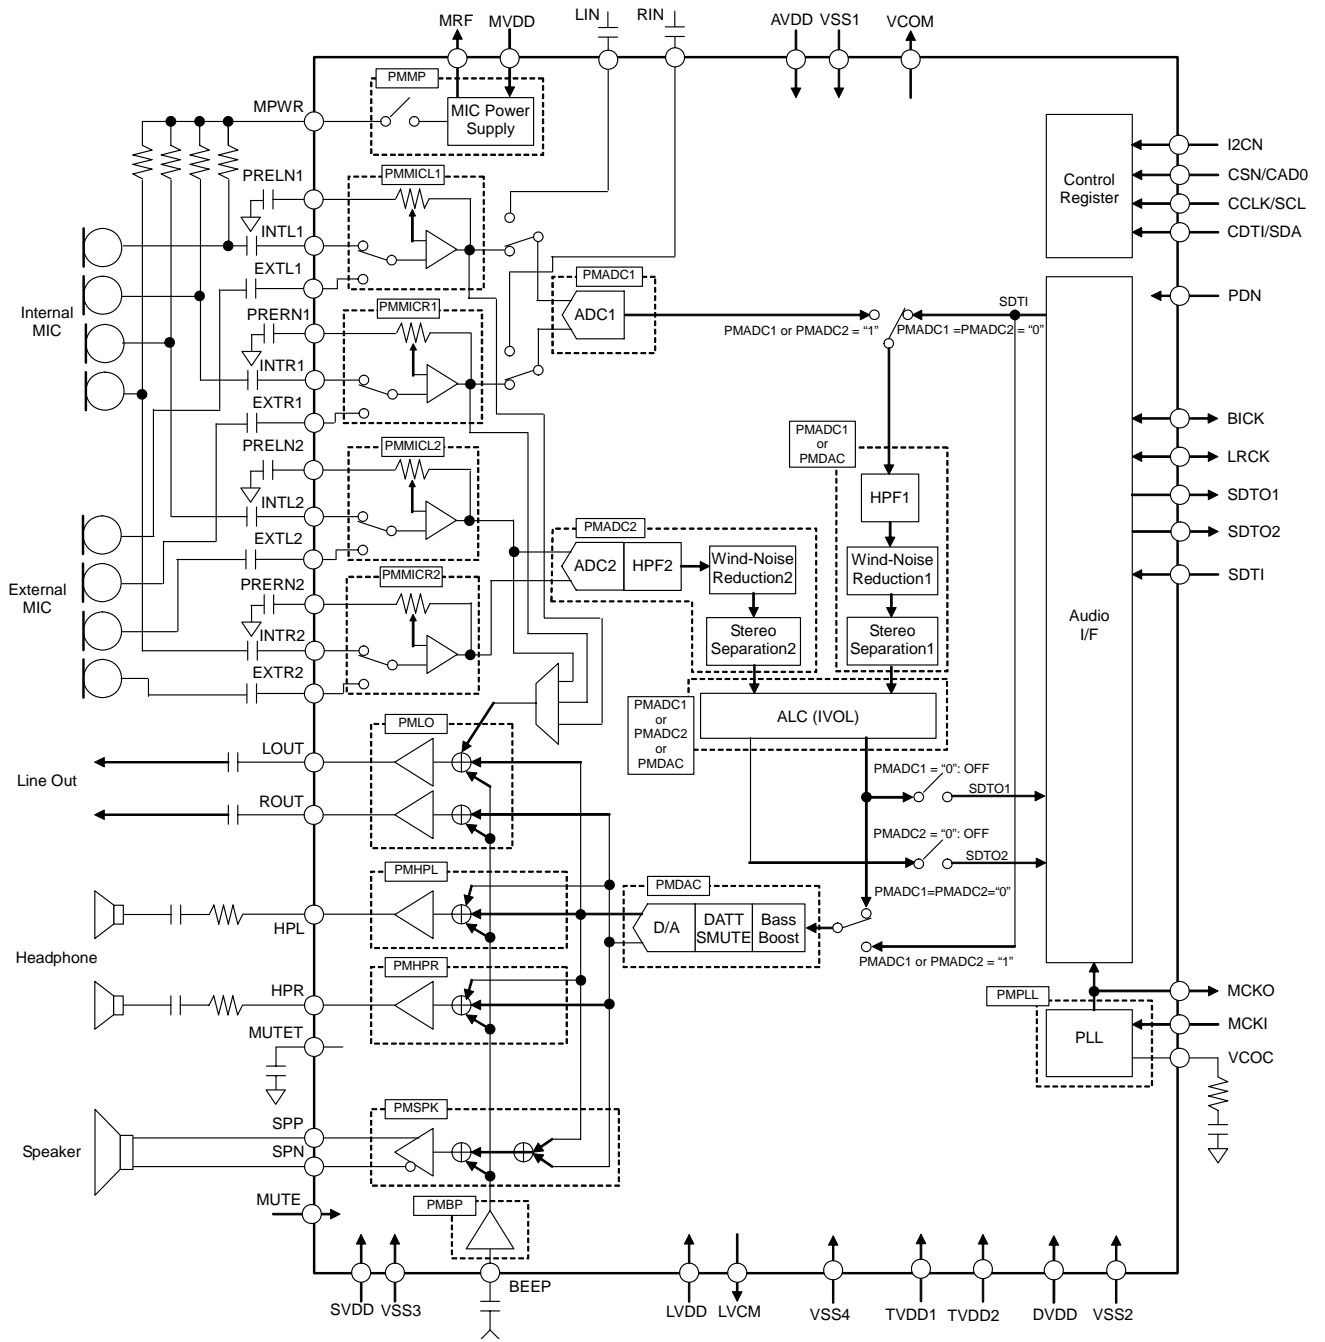 MRF
MVDD
LIN
RIN
AVDD
VSS1
VCOM
PMMP
MPWR
MIC Power
Supply
I2CN
CSN/CAD0
CCLK/SCL
CDTI/SDA
Control
Register
PRELN1
PMMICL1
INTL1
EXTL1
PMADC1
ADC1
SDTI
PDN
Internal
MIC
PRERN1
PMMICR1
PMADC1 or PMADC2 = “1”
PMADC1 =PMADC2 = “0”
INTR1
EXTR1
BICK
PMADC1
or
PMDAC
LRCK
PRELN2
PMMICL2
HPF1
SDTO1
INTL2
PMADC2
SDTO2
EXTL2
ADC2
HPF2
Wind-Noise
Reduction2
Wind-Noise
Reduction1
SDTI
External
MIC
PRERN2
PMMICR2
Audio
I/F
INTR2
Stereo
Separation2
Stereo
Separation1
EXTR2
PMADC1
or
PMADC2
or
PMDAC
ALC (IVOL)
PMLO
LOUT
Line Out
PMADC1 = “0”: OFF
SDTO1
ROUT
PMADC2 = “0”: OFF
SDTO2
PMHPL
PMDAC
PMADC1=PMADC2=“0”
HPL
D/A
DATT
SMUTE
Bass
Boost
Headphone
PMADC1 or PMADC2 = “1”
PMHPR
HPR
PMPLL
MCKO
MCKI
MUTET
PLL
VCOC
PMSPK
SPP
Speaker
SPN
MUTE
PMBP
BEEP
SVDD
VSS3
LVDD
LVCM
VSS4
TVDD1
TVDD2
DVDD
VSS2